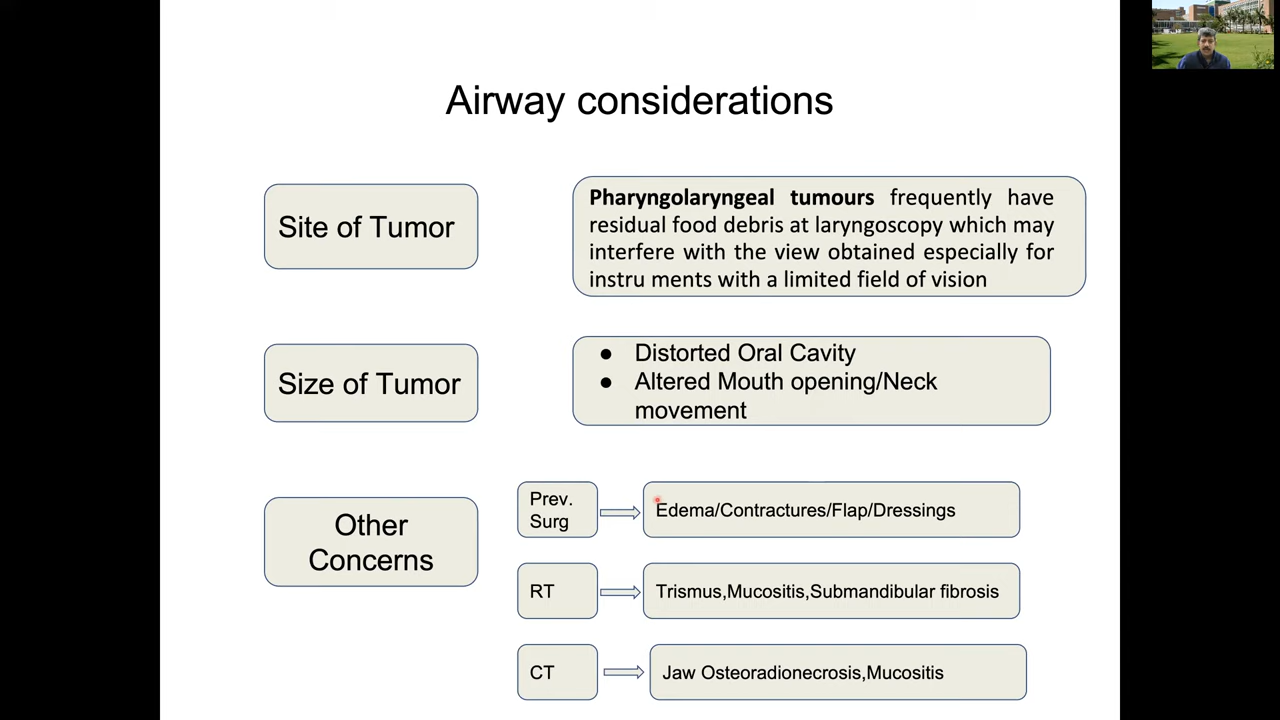 Airway considerations
Site of Tumor
Pharyngolaryngeal tumours frequently have
residual food debris at laryngoscopy which may
interfere with the view obtained especially for
instru ments with a limited field of vision
Size of Tumor
● Distorted Oral Cavity
● Altered Mouth opening/Neck
movement
Other
Concerns
Prev.
Surg
Edema/Contractures/Flap/Dressings
RT
Trismus,Mucositis,Submandibular fibrosis
CT
Jaw Osteoradionecrosis,Mucositis